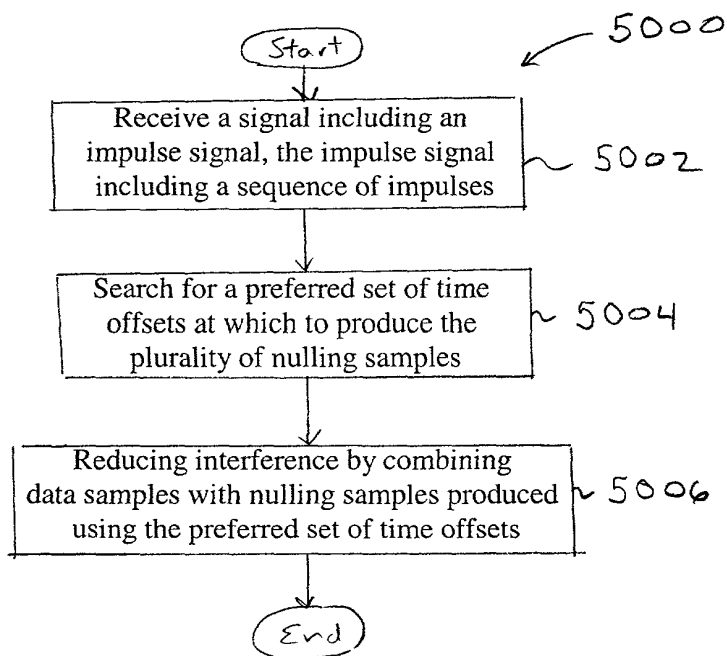 5000
Start
Receive a signal including an
impulse signal, the impulse signal
including a sequence of impulses
5002
Search for a preferred set of time
offsets at which to produce the
plurality of nulling samples
5004
Reducing interference by combining
data samples with nulling samples produced
using the preferred set of time offsets
5006
End